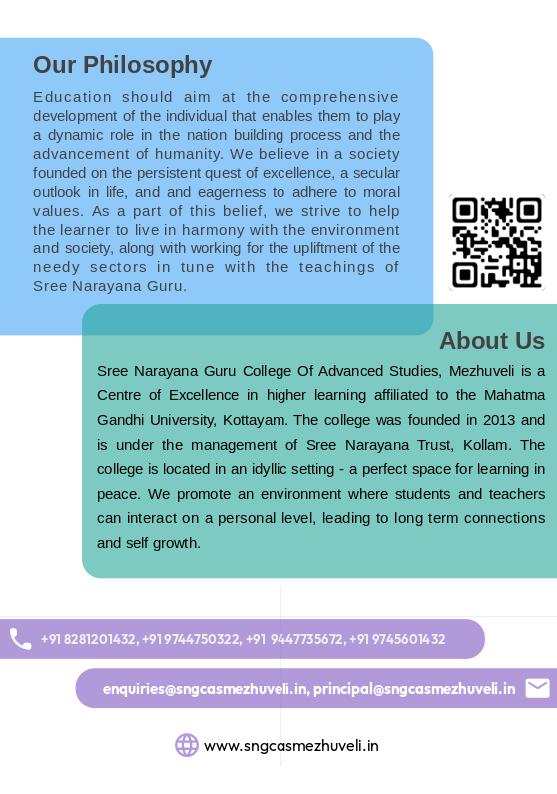 Our Philosophy
Education should aim at the comprehensive
development of the individual that enables them to play
a dynamic role in the nation building process and the
advancement of humanity. We believe in a society
founded on the persistent quest of excellence, a secular
outlook in life, and and eagerness to adhere to moral
values. As a part of this belief, we strive to help
the learner to live in harmony with the environment
and society, along with working for the upliftment of the
needy sectors in tune with the teachings of
Sree Narayana Guru.
About Us
Sree Narayana Guru College Of Advanced Studies, Mezhuveli is a
Centre of Excellence in higher learning affiliated to the Mahatma
Gandhi University, Kottayam. The college was founded in 2013 and
is under the management of Sree Narayana Trust, Kollam. The
college is located in an idyllic setting - a perfect space for learning in
peace. We promote an environment where students and teachers
can interact on a personal level, leading to long term connections
and self growth.
+91 8281201432, +91 9744750322, +91 9447735672, +91 9745601432
enquiries@sngcasmezhuveli.in, principal@sngcasmezhuveli.in
www.sngcasmezhuveli.in